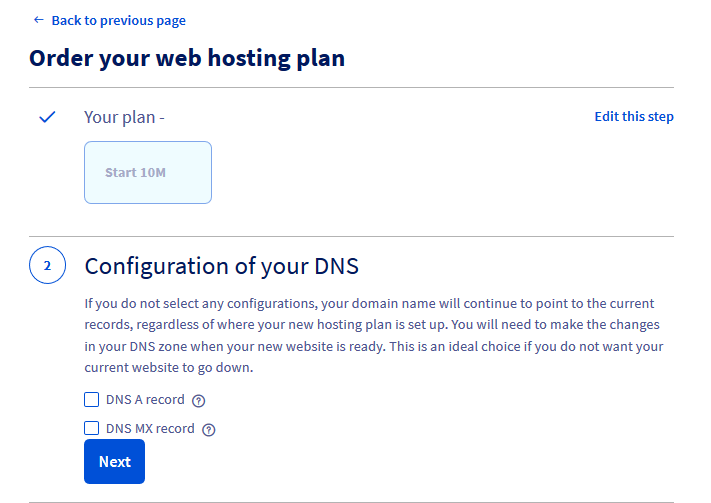 ← Back to previous page
Order your web hosting plan
Your plan -
Edit this step
Start 10M
2
Configuration of your DNS
If you do not select any configurations, your domain name will continue to point to the current
records, regardless of where your new hosting plan is set up. You will need to make the changes
in your DNS zone when your new website is ready. This is an ideal choice if you do not want your
current website to go down.
DNS A record ?
DNS MX record ?
Next